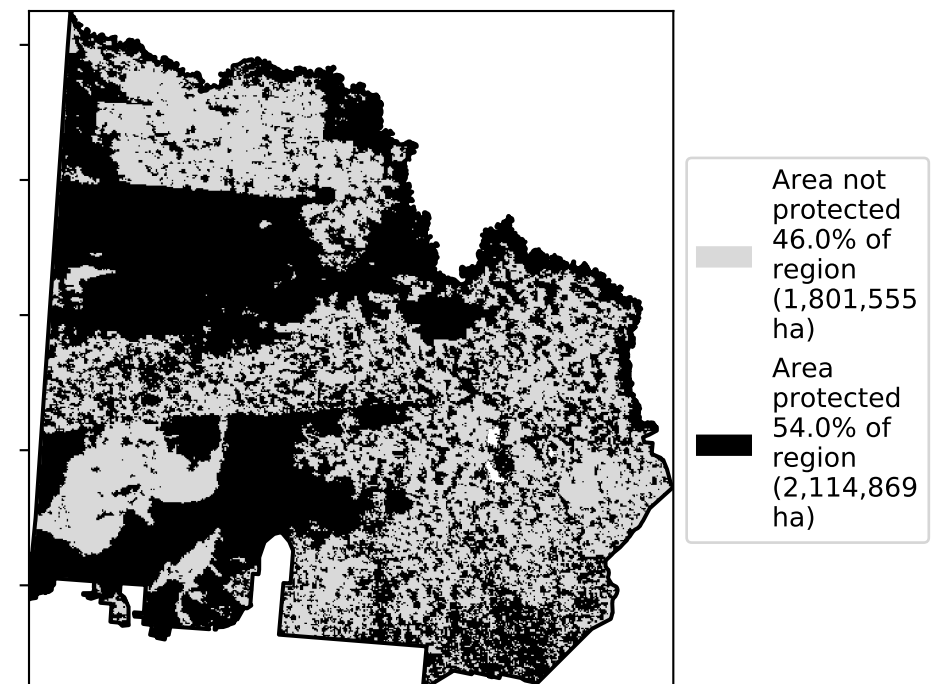 Area not
protected
46.0% of
region
(1,801,555
ha)
Area
protected
54.0% of
region
(2,114,869
ha)